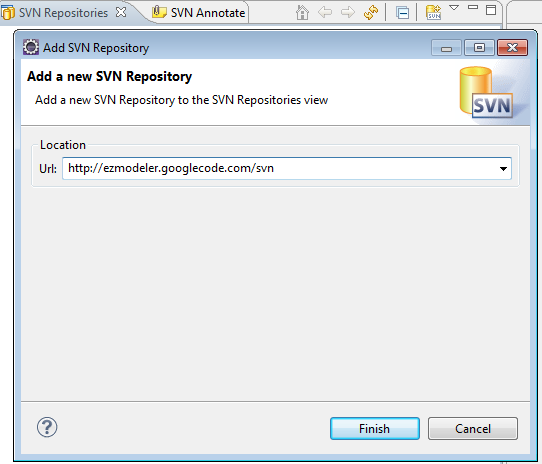 SVN Repositories SVN Annotate
SVN
Add SVN Repository
Add a new SVN Repository
Add a new SVN Repository to the SVN Repositories view
SVN
Location
Url: http://ezmodeler.googlecode.com/svn
? Finish Cancel